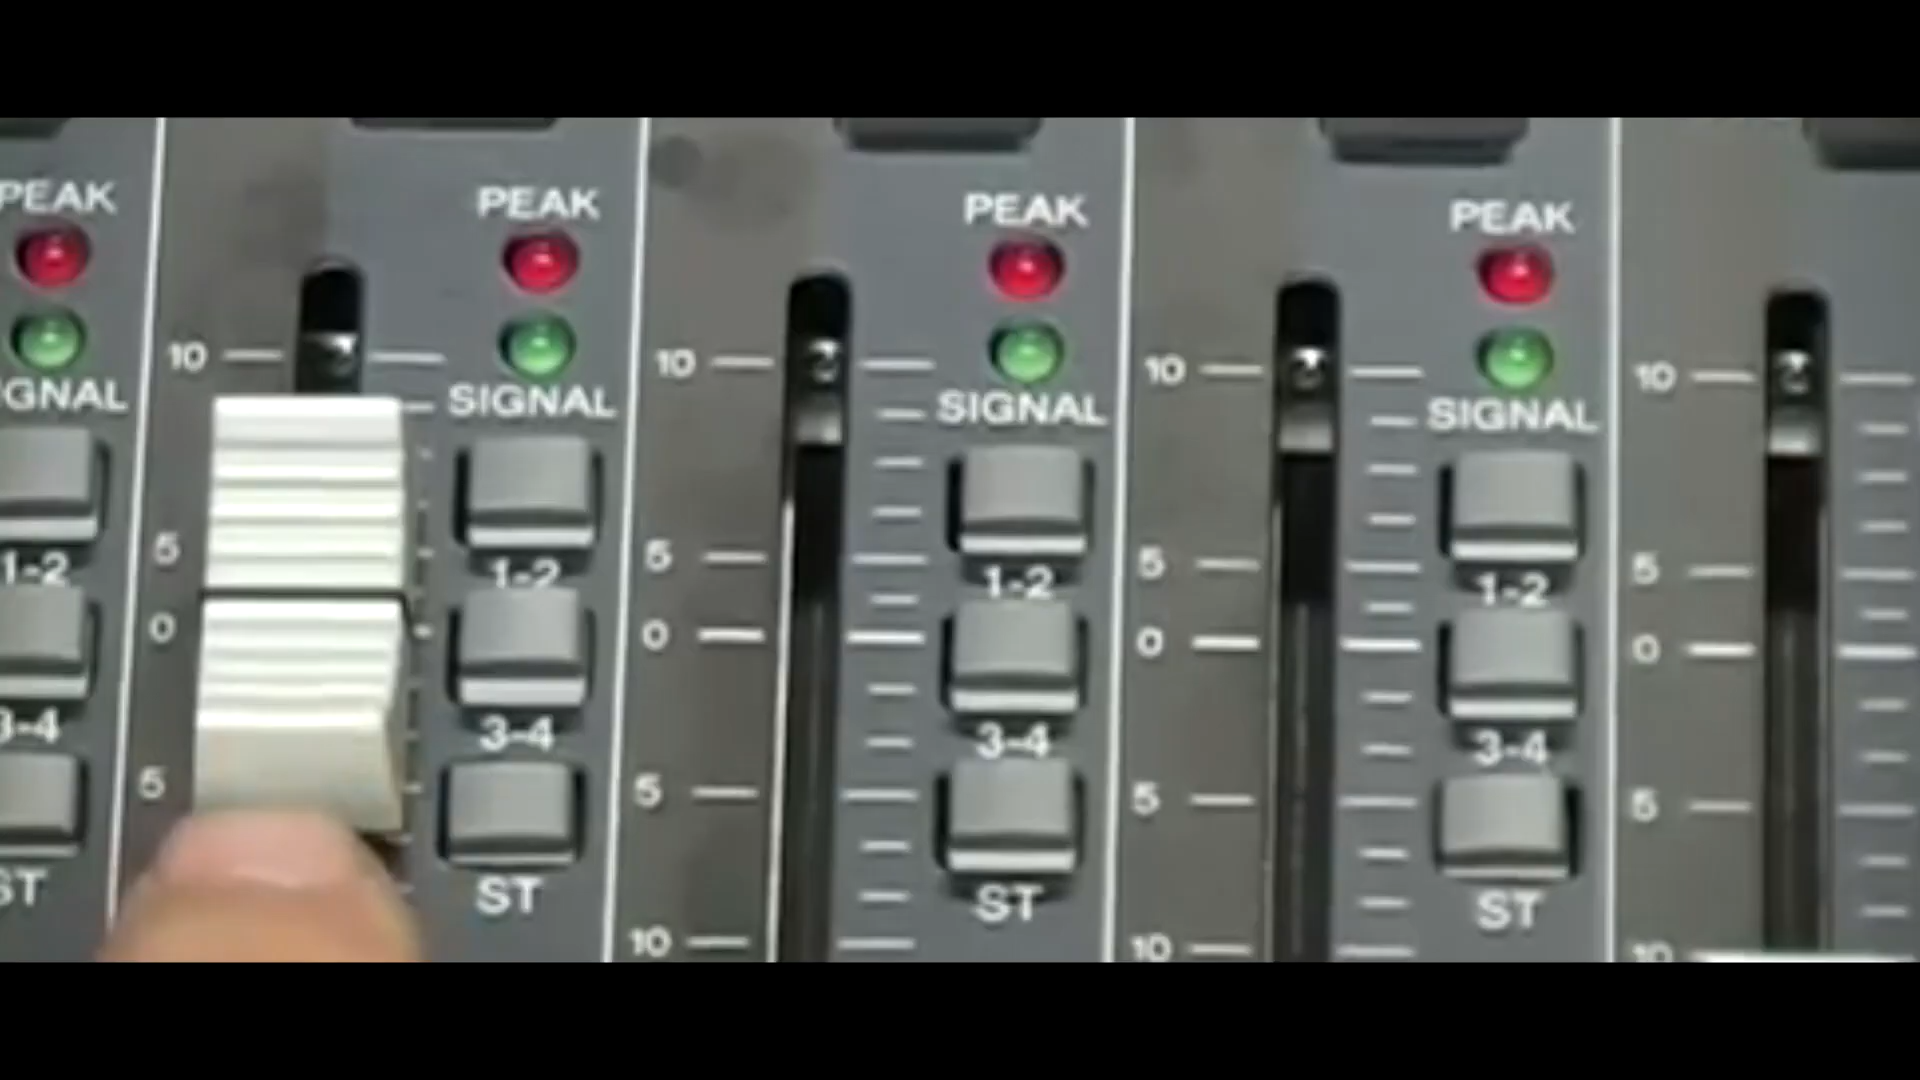 PEAK PEAK PEAK PEAK
10 10 10 10
IGNAL SIGNAL SIGNAL SIGNAL
5 5 5 5
1-2 1-2 1-2 1-2
0 0 0 0
3-4 3-4 3-4 3-4
5 5 5 5
ST ST ST ST
10 10 10